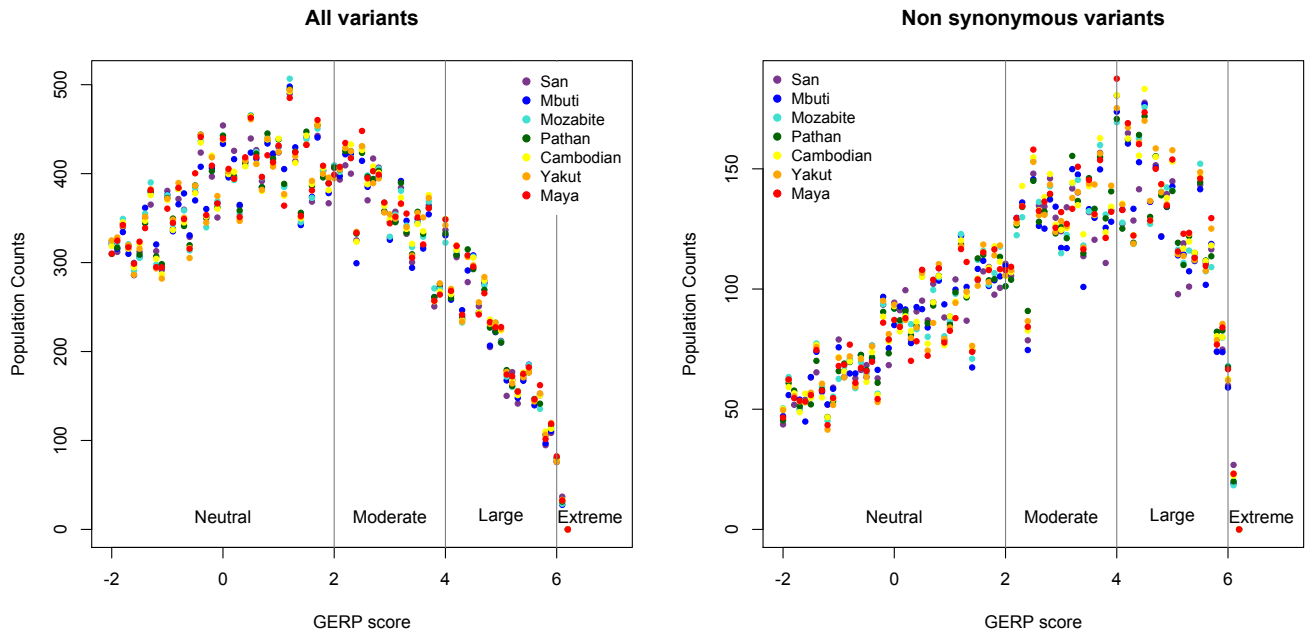 All variants
Population Counts
500
400
300
200
100
0
San
Mbuti
Mozabite
Pathan
Cambodian
Yakut
Maya
Neutral
Moderate
Large
Extreme
-2
0
2
4
6
GERP score
Non synonymous variants
Population Counts
150
100
50
0
San
Mbuti
Mozabite
Pathan
Cambodian
Yakut
Maya
Neutral
Moderate
Large
Extreme
-2
0
2
4
6
GERP score